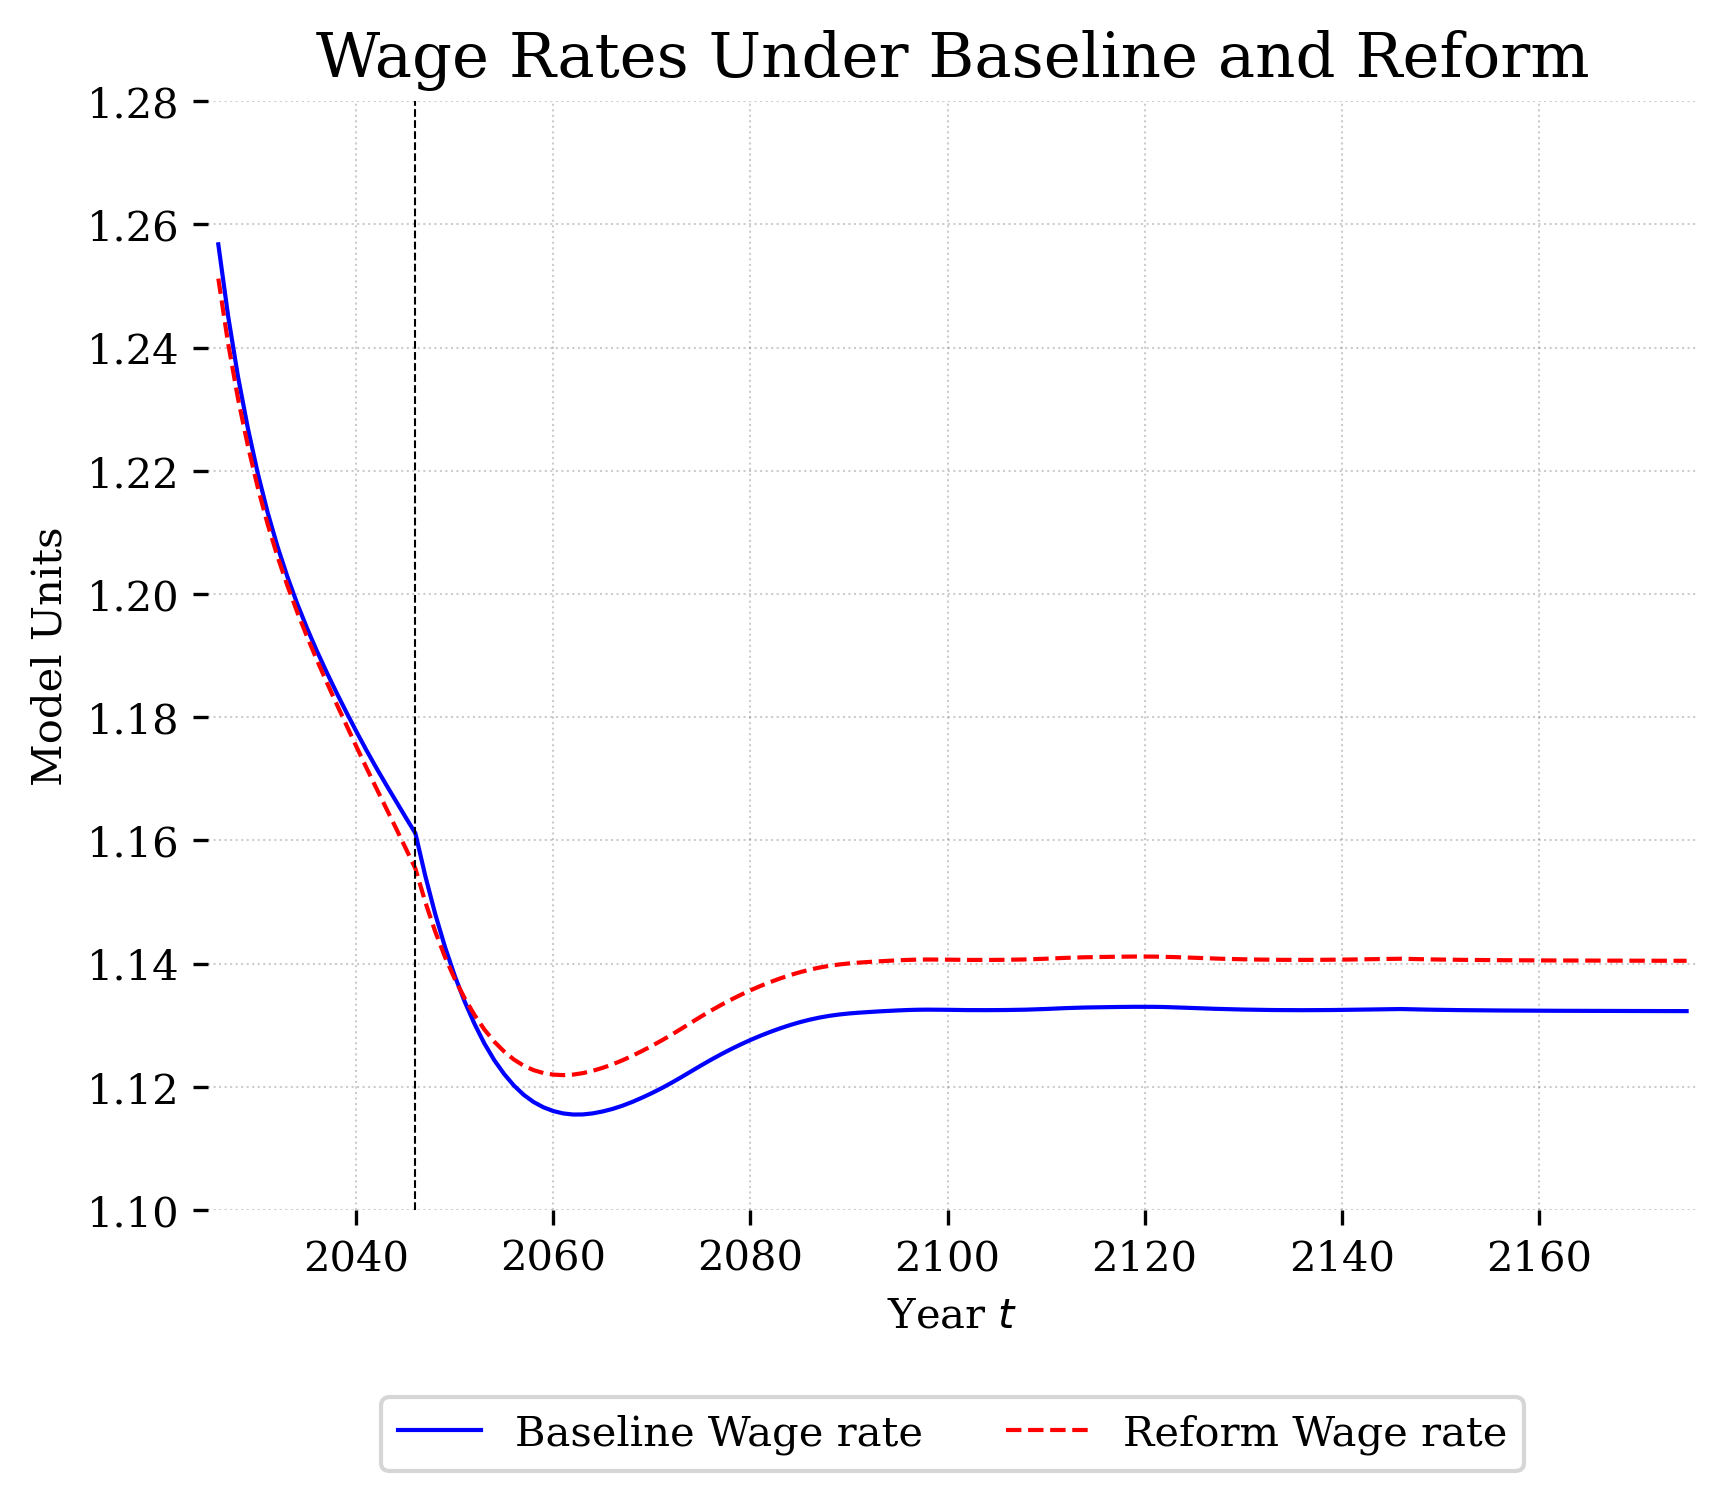 Wage Rates Under Baseline and Reform
1.28
1.26
1.24
1.22
1.20
1.18
1.16
1.14
1.12
1.10
Model Units
2040 2060 2080 2100 2120 2140 2160
Year t
Baseline Wage rate Reform Wage rate